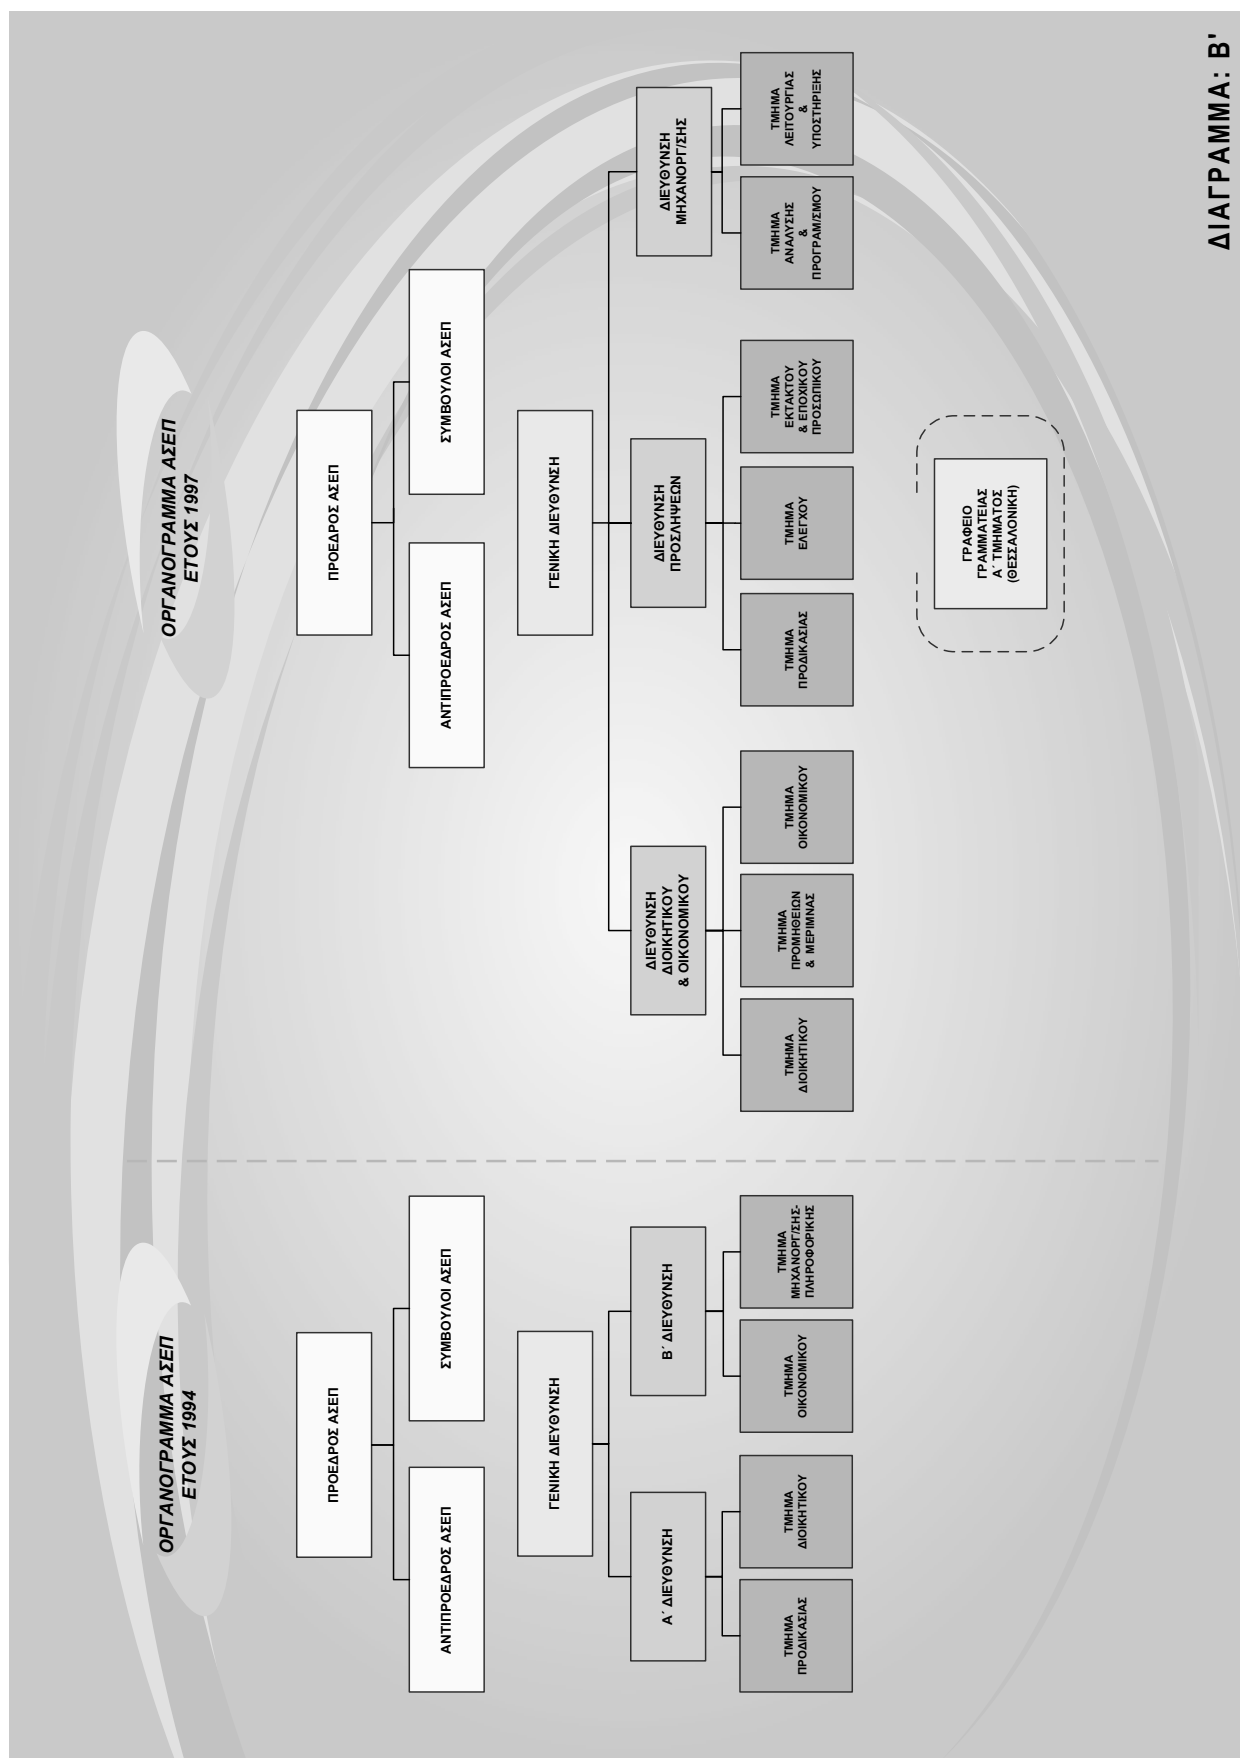 ΟΡΓΑΝΟΓΡΑΜΜΑ ΑΣΕΠ
ΕΤΟΥΣ 1994
ΠΡΟΕΔΡΟΣ ΑΣΕΠ
ΑΝΤΙΠΡΟΕΔΡΟΣ ΑΣΕΠ
ΣΥΜΒΟΥΛΟΙ ΑΣΕΠ
ΓΕΝΙΚΗ ΔΙΕΥΘΥΝΣΗ
Α΄ ΔΙΕΥΘΥΝΣΗ
Β΄ ΔΙΕΥΘΥΝΣΗ
ΤΜΗΜΑ
ΠΡΟΔΙΚΑΣΙΑΣ
ΤΜΗΜΑ
ΔΙΟΙΚΗΤΙΚΟΥ
ΤΜΗΜΑ
ΟΙΚΟΝΟΜΙΚΟΥ
ΤΜΗΜΑ
ΜΗΧΑΝΟΡΓ/ΣΗΣ-
ΠΛΗΡΟΦΟΡΙΚΗΣ
ΟΡΓΑΝΟΓΡΑΜΜΑ ΑΣΕΠ
ΕΤΟΥΣ 1997
ΠΡΟΕΔΡΟΣ ΑΣΕΠ
ΑΝΤΙΠΡΟΕΔΡΟΣ ΑΣΕΠ
ΣΥΜΒΟΥΛΟΙ ΑΣΕΠ
ΓΕΝΙΚΗ ΔΙΕΥΘΥΝΣΗ
ΔΙΕΥΘΥΝΣΗ
ΔΙΟΙΚΗΤΙΚΟΥ
& ΟΙΚΟΝΟΜΙΚΟΥ
ΔΙΕΥΘΥΝΣΗ
ΠΡΟΣΛΗΨΕΩΝ
ΔΙΕΥΘΥΝΣΗ
ΜΗΧΑΝΟΡΓ/ΣΗΣ
ΤΜΗΜΑ
ΔΙΟΙΚΗΤΙΚΟΥ
ΤΜΗΜΑ
ΠΡΟΜΗΘΕΙΩΝ
& ΜΕΡΙΜΝΑΣ
ΤΜΗΜΑ
ΟΙΚΟΝΟΜΙΚΟΥ
ΤΜΗΜΑ
ΠΡΟΔΙΚΑΣΙΑΣ
ΤΜΗΜΑ
ΕΛΕΓΧΟΥ
ΤΜΗΜΑ
ΕΚΤΑΚΤΟΥ
& ΕΠΟΧΙΚΟΥ
ΠΡΟΣΩΠΙΚΟΥ
ΤΜΗΜΑ
ΑΝΑΛΥΣΗΣ
&
ΠΡΟΓΡΑΜ/ΣΜΟΥ
ΤΜΗΜΑ
ΛΕΙΤΟΥΡΓΙΑΣ
&
ΥΠΟΣΤΗΡΙΞΗΣ
ΓΡΑΦΕΙΟ
ΓΡΑΜΜΑΤΕΙΑΣ
Α΄ ΤΜΗΜΑΤΟΣ
(ΘΕΣΣΑΛΟΝΙΚΗ)
ΔΙΑΓΡΑΜΜΑ: Β'